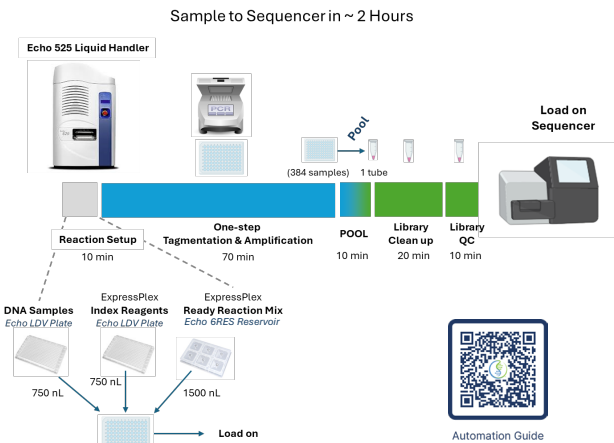 Sample to Sequencer in ~ 2 Hours
Echo 525 Liquid Handler
PCR
Load on
Sequencer
Pool
(384 samples) 1 tube
Reaction Setup
10 min
One-step
Tagmentation & Amplification
70 min
POOL
10 min
Library
Clean up
20 min
Library
QC
10 min
DNA Samples
Echo LDV Plate
ExpressPlex
Index Reagents
Echo LDV Plate
ExpressPlex
Ready Reaction Mix
Echo 6RES Reservoir
750 nL
750 nL
1500 nL
Load on
Automation Guide